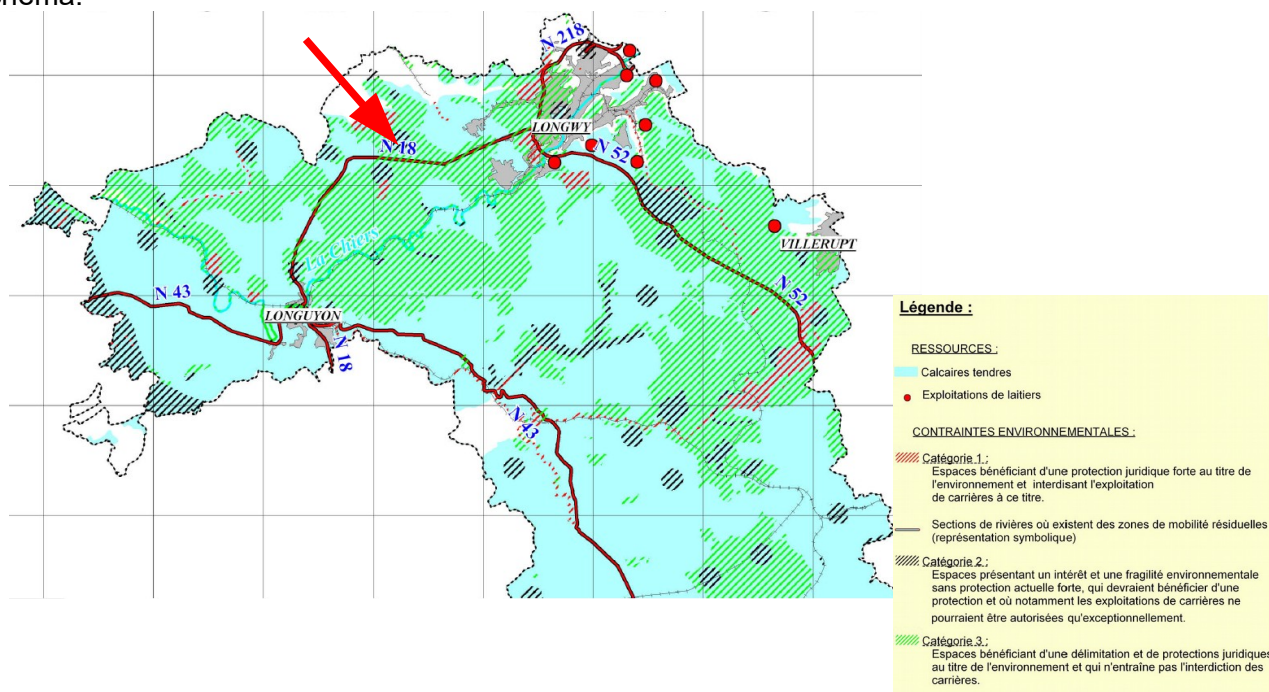 N 218
LONGWY
N 18
N 52
VILLERUPT
La Chiers
N 43
N 52
LONGUYON
N 18
N 43
Légende :
RESSOURCES :
Calcaires tendres
Exploitations de laitiers
CONTRAINTES ENVIRONNEMENTALES :
Catégorie 1 :
Espaces bénéficiant d'une protection juridique forte au titre de
l'environnement et interdisant l'exploitation
de carrières à ce titre.
Sections de rivières où existent des zones de mobilité résiduelles
(représentation symbolique)
Catégorie 2 :
Espaces présentant un intérêt et une fragilité environnementale
sans protection actuelle forte, qui devraient bénéficier d'une
protection et où notamment les exploitations de carrières ne
pourraient être autorisées qu'exceptionnellement.
Catégorie 3 :
Espaces bénéficiant d'une délimitation et de protections juridiques
au titre de l'environnement et qui n'entraîne pas l'interdiction des
carrières.